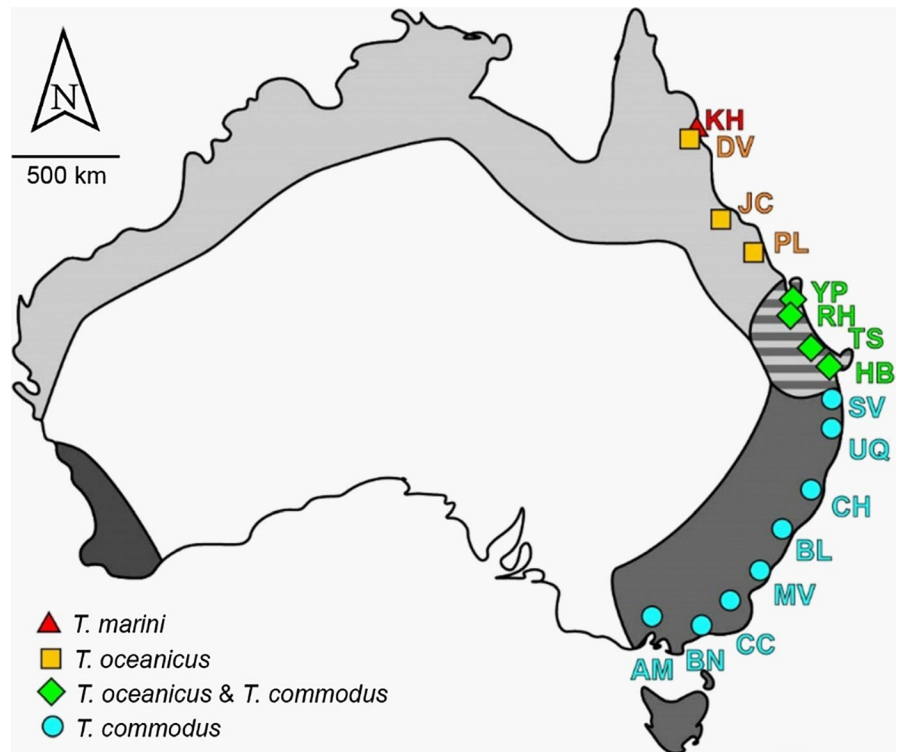 N
500 km
KH
DV
JC
PL
YP
RH
TS
HB
SV
UQ
CH
BL
MV
CC
AM BN
T. marini
T. oceanicus
T. oceanicus & T. commodus
T. commodus